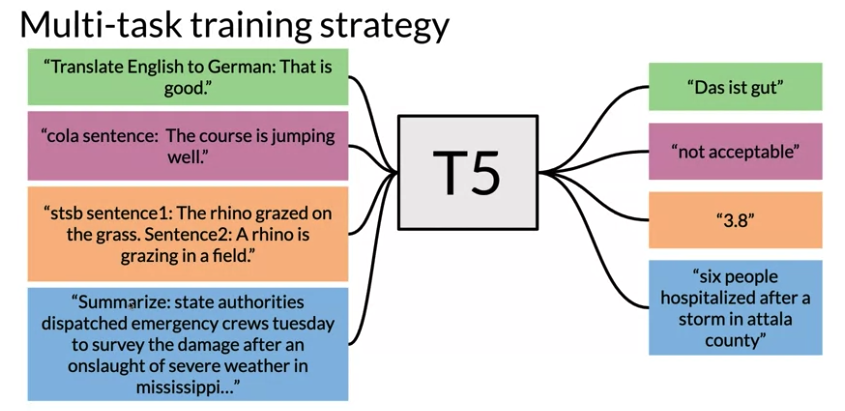 Multi-task training strategy
“Translate English to German: That is
good.”
“cola sentence: The course is jumping
well.”
“stsb sentence1: The rhino grazed on
the grass. Sentence2: A rhino is
grazing in a field.”
“Summarize: state authorities
dispatched emergency crews tuesday
to survey the damage after an
onslaught of severe weather in
mississippi...”
T5
“Das ist gut”
“not acceptable”
“3.8”
“six people
hospitalized after a
storm in attala
county”